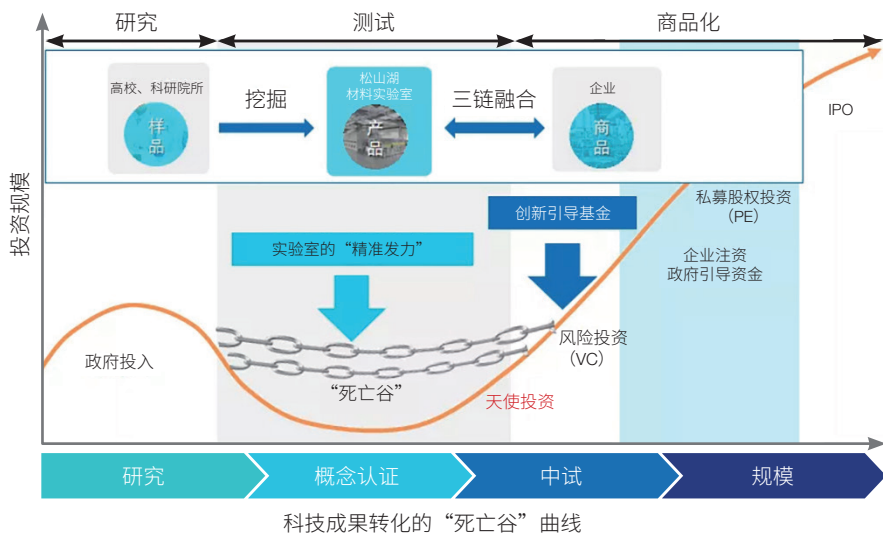 研究
测试
商品化
高校、科研院所
样
品
挖掘
松山湖
材料实验室
产
品
三链融合
企业
商
品
IPO
投资规模
私募股权投资
(PE)
创新引导基金
实验室的“精准发力”
企业注资
政府引导资金
风险投资
(VC)
政府投入
“死亡谷”
天使投资
研究
概念认证
中试
规模
科技成果转化的“死亡谷”曲线